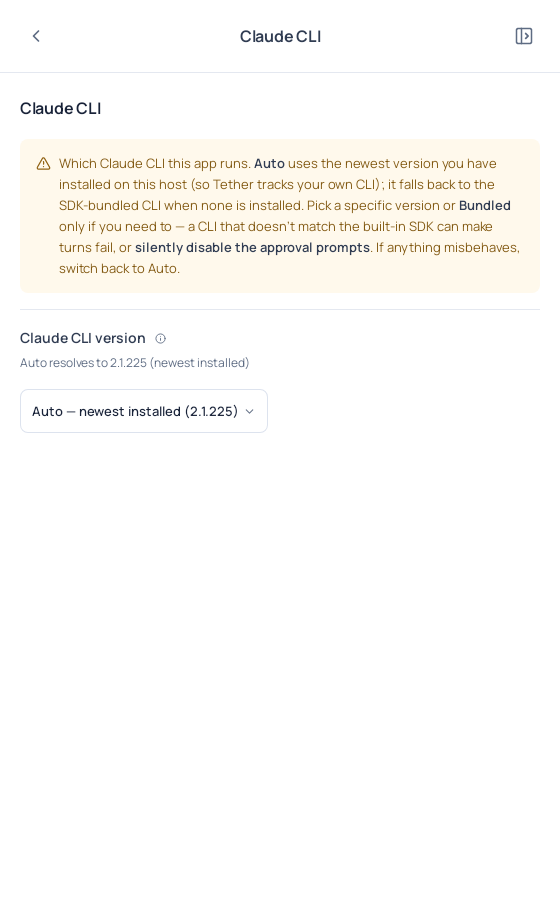 Claude CLI
Claude CLI
Which Claude CLI this app runs. Auto uses the newest version you have
installed on this host (so Tether tracks your own CLI); it falls back to the
SDK-bundled CLI when none is installed. Pick a specific version or Bundled
only if you need to — a CLI that doesn't match the built-in SDK can make
turns fail, or silently disable the approval prompts. If anything misbehaves,
switch back to Auto.
Claude CLI version
Auto resolves to 2.1.225 (newest installed)
Auto — newest installed (2.1.225)